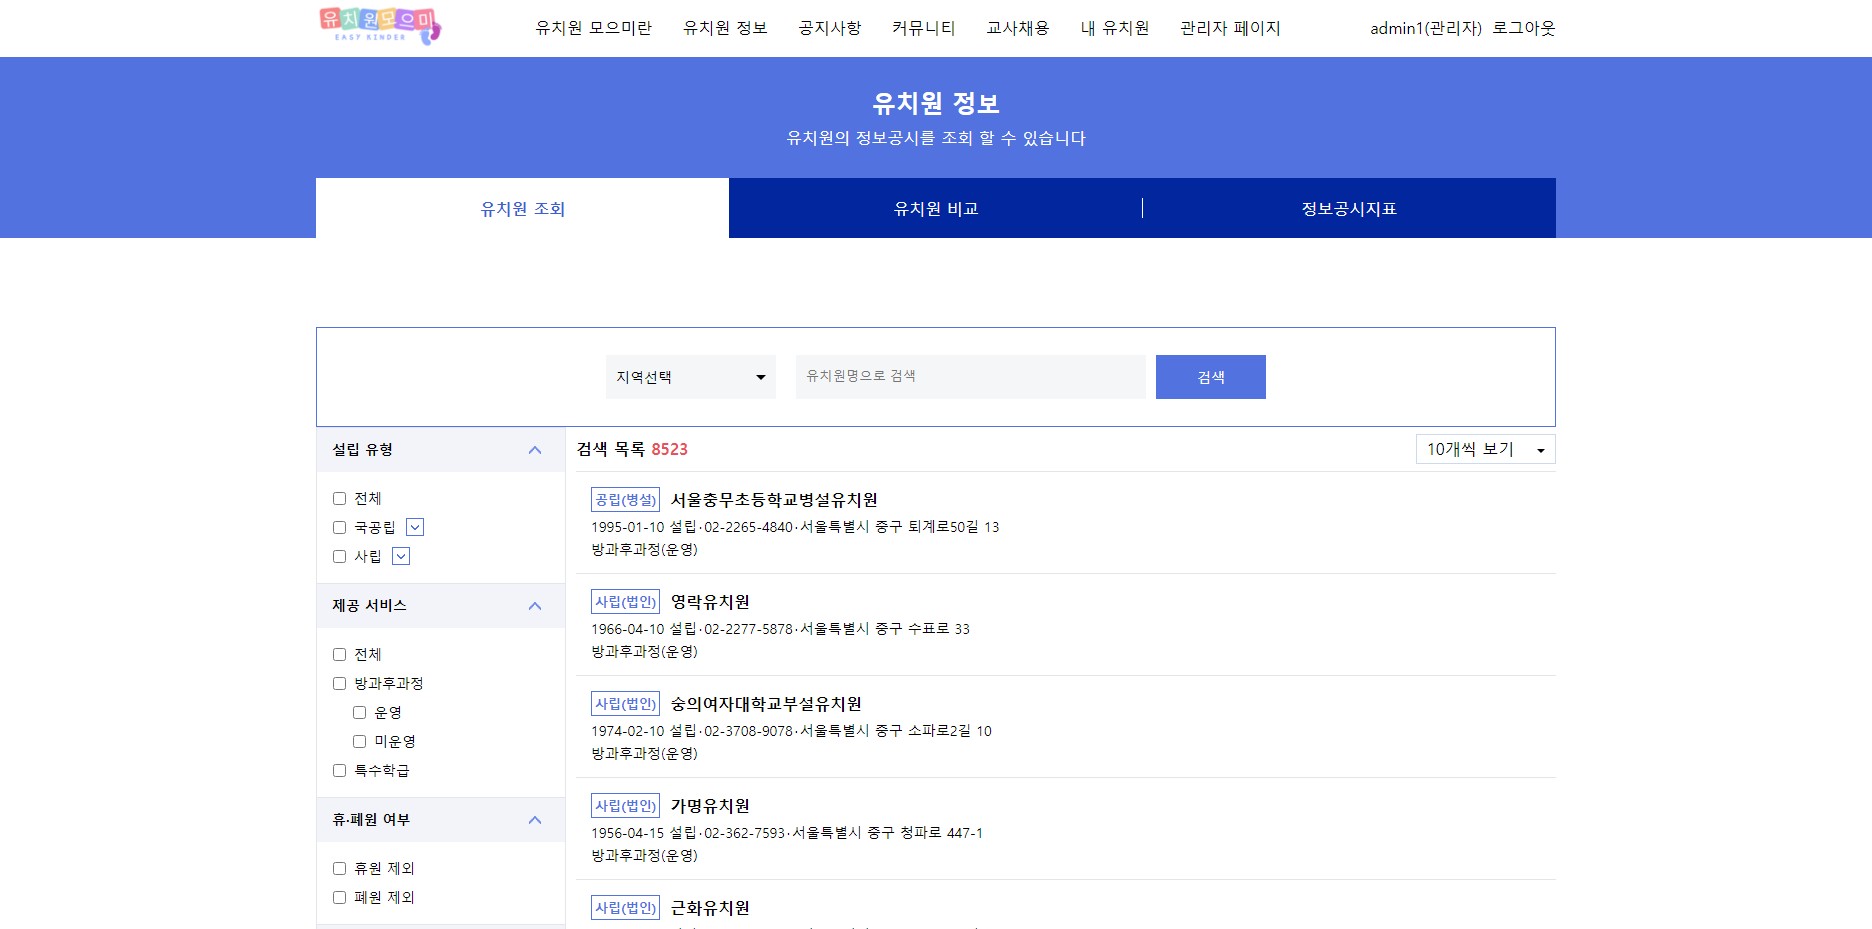 유치원모으미
EASY KINDER
유치원 모으미란 유치원 정보 공지사항 커뮤니티 교사채용 내 유치원 관리자 페이지 admin1(관리자) 로그아웃
유치원 정보
유치원의 정보공시를 조회 할 수 있습니다
유치원 조회 유치원 비교 정보공시지표
지역선택 유치원명으로 검색 검색
설립 유형
전체
국공립
사립
제공 서비스
전체
방과후과정
운영
미운영
특수학급
휴·폐원 여부
휴원 제외
폐원 제외
검색 목록 8523 10개씩 보기
공립(병설) 서울충무초등학교병설유치원
1995-01-10 설립·02-2265-4840·서울특별시 중구 퇴계로50길 13
방과후과정(운영)
사립(법인) 영락유치원
1966-04-10 설립·02-2277-5878·서울특별시 중구 수표로 33
방과후과정(운영)
사립(법인) 숭의여자대학교부설유치원
1974-02-10 설립·02-3708-9078·서울특별시 중구 소파로2길 10
방과후과정(운영)
사립(법인) 가명유치원
1956-04-15 설립·02-362-7593·서울특별시 중구 청파로 447-1
방과후과정(운영)
사립(법인) 근화유치원